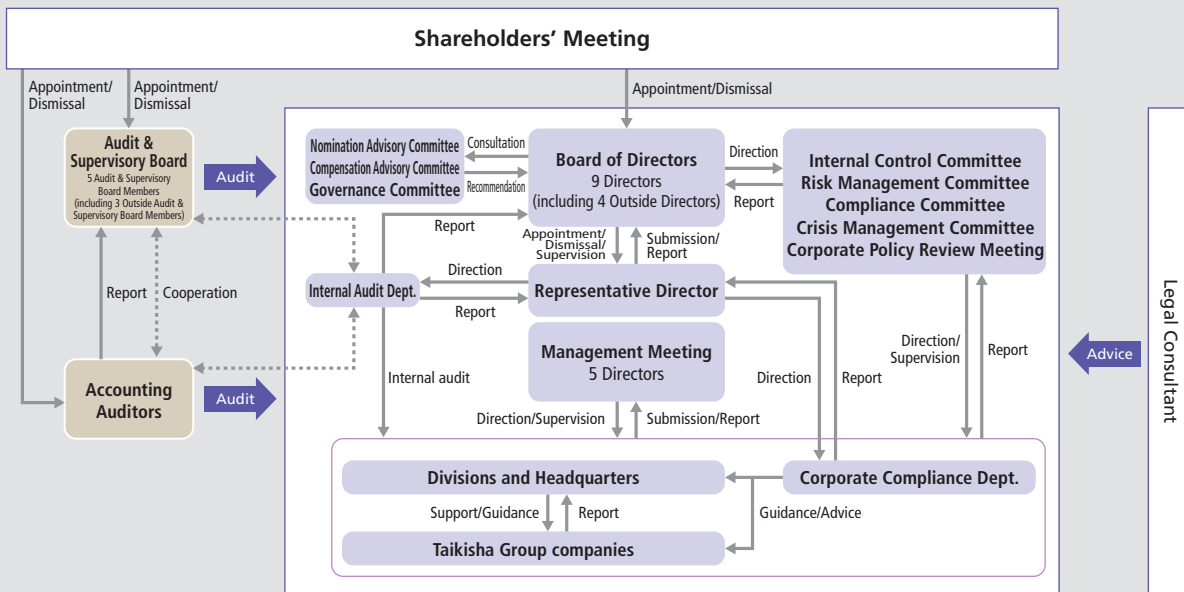 Shareholders' Meeting
Appointment/
Dismissal
Appointment/
Dismissal
Appointment/Dismissal
Audit &
Supervisory Board
5 Audit & Supervisory
Board Members
(including 3 Outside Audit &
Supervisory Board Members)
Audit
Nomination Advisory Committee
Compensation Advisory Committee
Governance Committee
Consultation
Recommendation
Board of Directors
9 Directors
(including 4 Outside Directors)
Direction
Report
Internal Control Committee
Risk Management Committee
Compliance Committee
Crisis Management Committee
Corporate Policy Review Meeting
Report
Appointment/
Dismissal/
Supervision
Submission/
Report
Internal Audit Dept.
Direction
Report
Representative Director
Report
Cooperation
Management Meeting
5 Directors
Direction
Report
Direction/
Supervision
Report
Advice
Legal Consultant
Accounting
Auditors
Audit
Internal audit
Direction/Supervision
Submission/Report
Divisions and Headquarters
Corporate Compliance Dept.
Support/Guidance
Report
Guidance/Advice
Taikisha Group companies